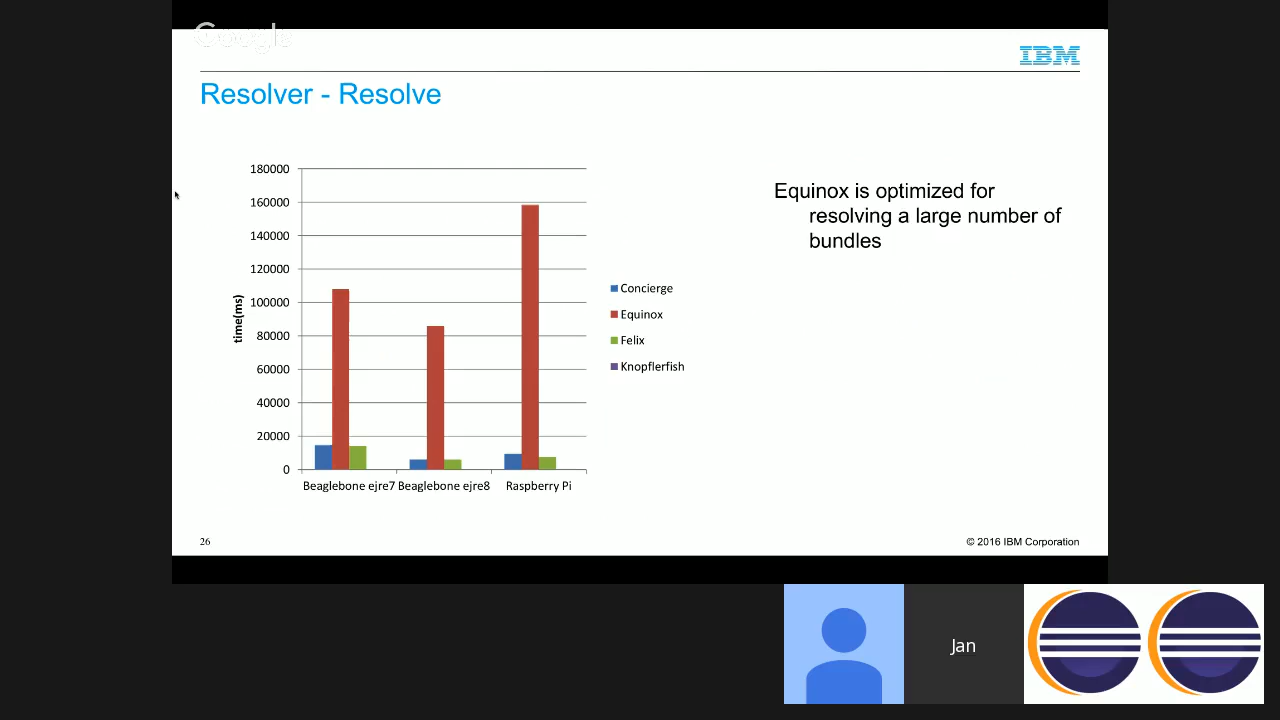 Google
IBM
Resolver - Resolve
180000
160000
140000
120000
100000
80000
60000
40000
20000
0
time(ms)
Beaglebone ejre7 Beaglebone ejre8 Raspberry Pi
Concierge
Equinox
Felix
Knopflerfish
Equinox is optimized for
resolving a large number of
bundles
26
© 2016 IBM Corporation
Jan